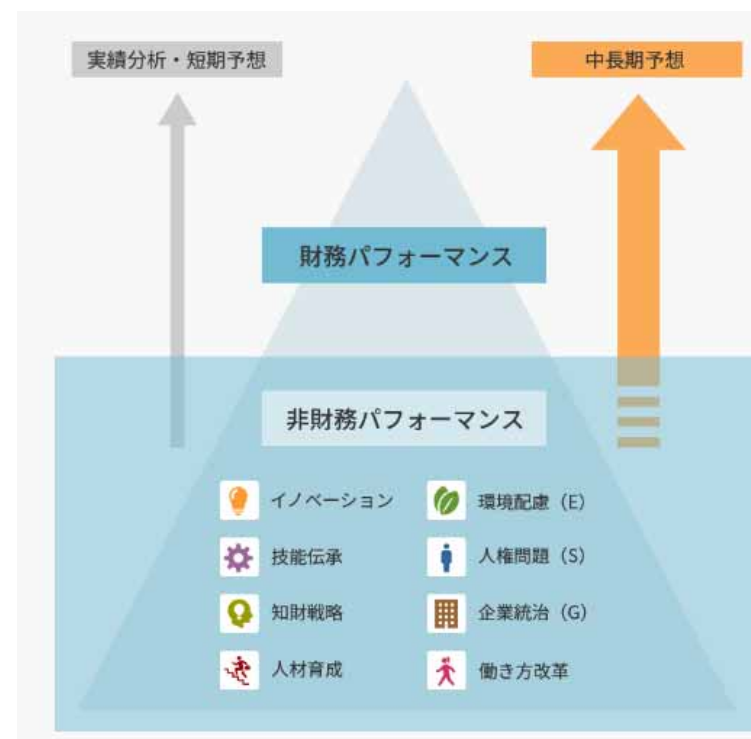 実績分析・短期予想
中長期予想
財務パフォーマンス
非財務パフォーマンス
イノベーション
環境配慮（E）
技能伝承
人権問題（S）
知財戦略
企業統治（G）
人材育成
働き方改革